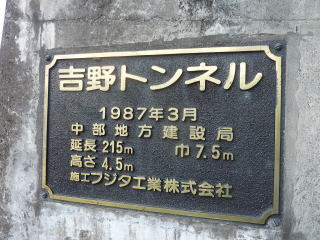 吉野トンネル
1987年3月
中部地方建設局
延長 215m 巾 7.5m
高さ 4.5m
施工フジタ工業株式会社